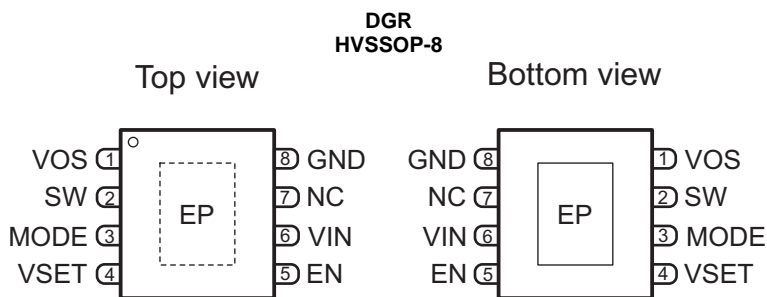 DGR
HVSSOP-8
Top view Bottom view
VOS 1 8 GND GND 8 1 VOS
SW 2 7 NC NC 7 2 SW
EP EP
MODE 3 6 VIN VIN 6 3 MODE
VSET 4 5 EN EN 5 4 VSET